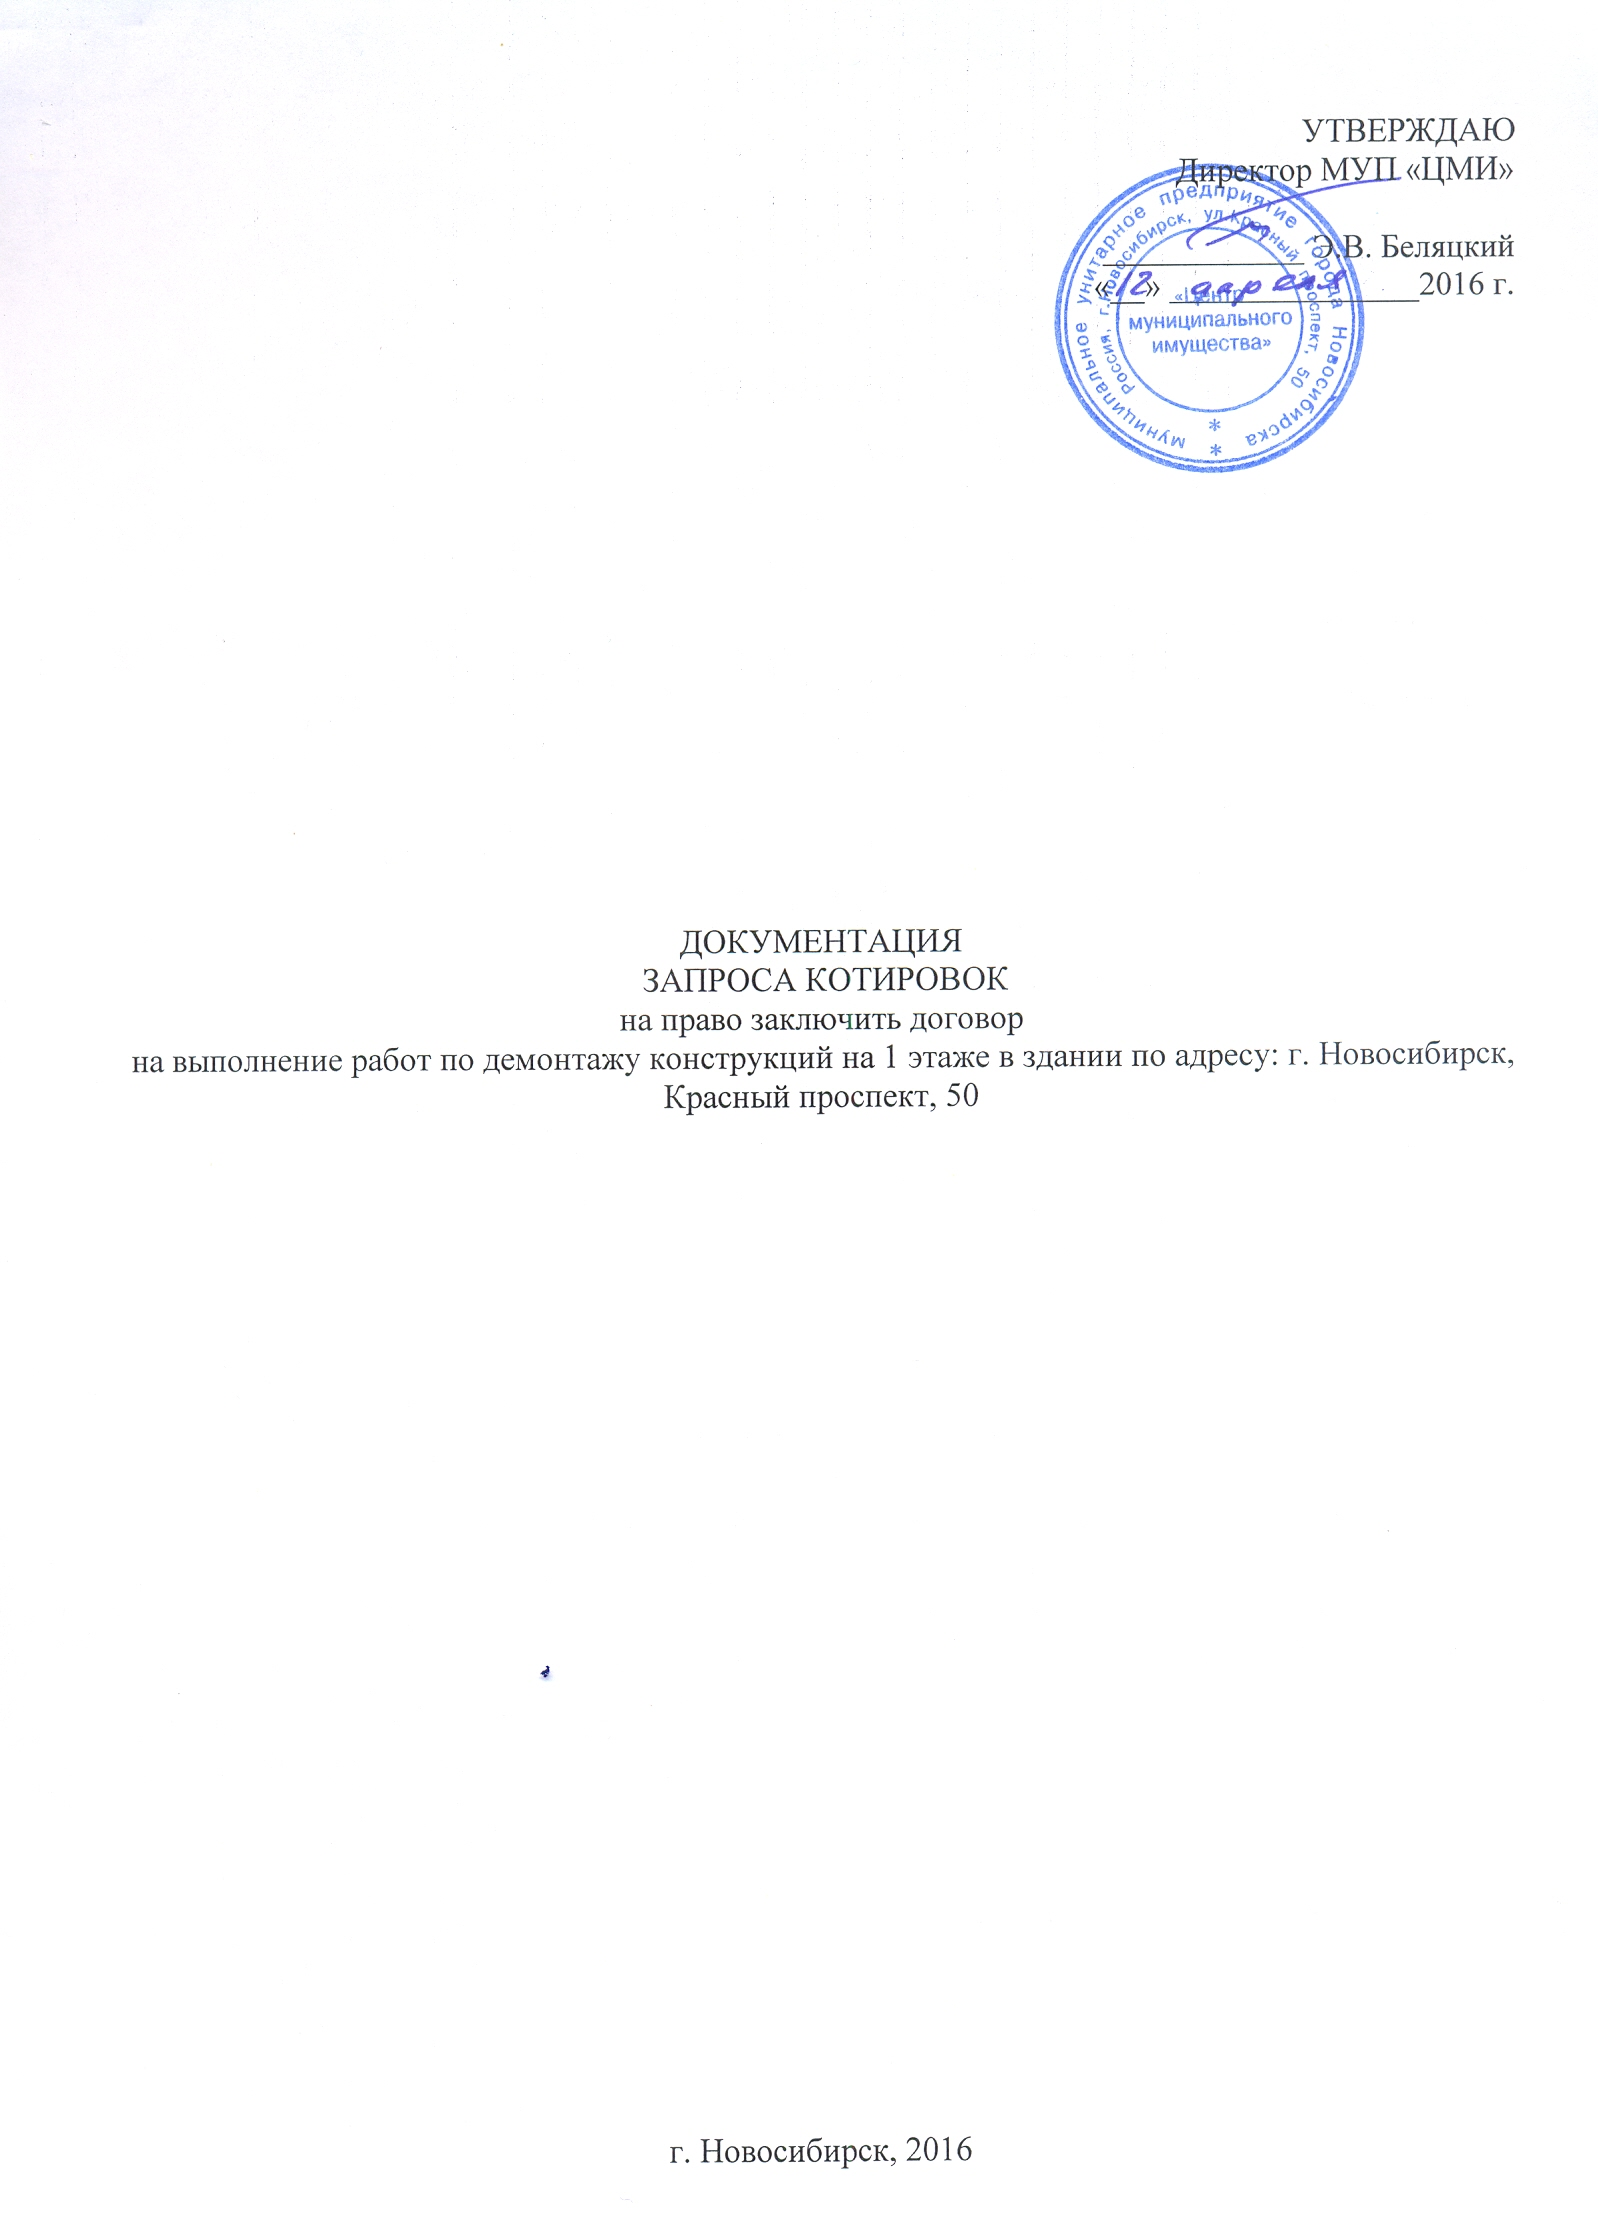 УТВЕРЖДАЮ
Директор МУП «ЦМИ»
Э.В. Беляцкий
«12» апреля 2016 г.
Муниципальное унитарное предприятие города Новосибирска
Россия, г.Новосибирск, ул.Красный проспект, 50
«Центр
муниципального
имущества»
ДОКУМЕНТАЦИЯ
ЗАПРОСА КОТИРОВОК
на право заключить договор
на выполнение работ по демонтажу конструкций на 1 этаже в здании по адресу: г. Новосибирск,
Красный проспект, 50
г. Новосибирск, 2016